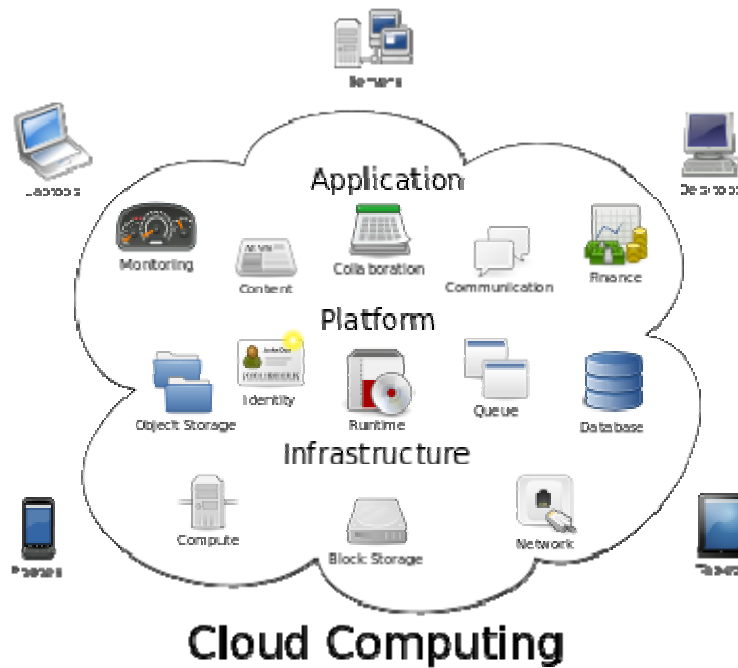 Servers
Laptops
Desktops
Application
Monitoring
Content
Collaboration
Communication
Finance
Platform
Object Storage
Identity
Runtime
Queue
Database
Infrastructure
Compute
Block Storage
Network
Phones
Tablets
Cloud Computing